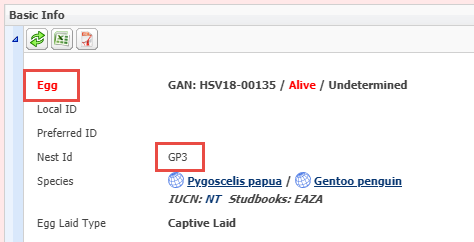 Basic Info
Egg GAN: HSV18-00135 / Alive / Undetermined
Local ID
Preferred ID
Nest Id GP3
Species Pygoscelis papua / Gentoo penguin
IUCN: NT Studbooks: EAZA
Egg Laid Type Captive Laid